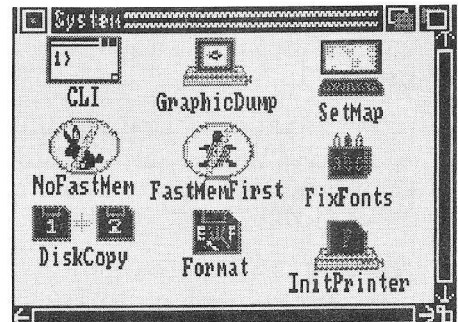 System
1>
CLI
GraphicDump
SetMap
NoFastMem
FastMemFirst
FixFonts
1 + 2
DiskCopy
Format
InitPrinter